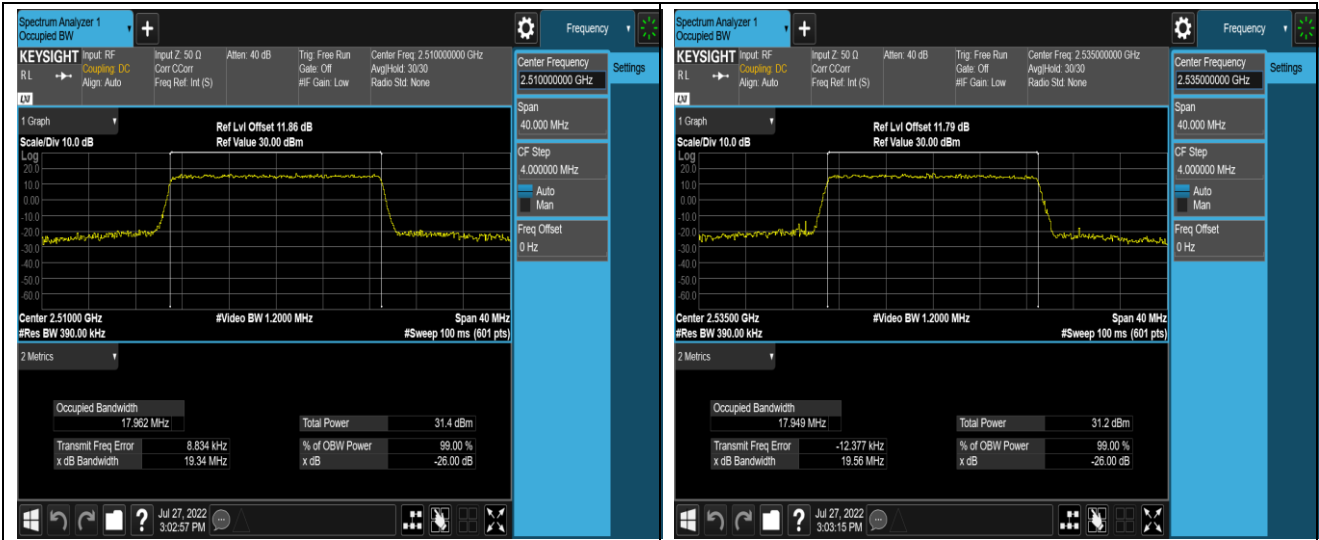 Spectrum Analyzer 1
Occupied BW
Frequency
KEYSIGHT
RL
LXI
Input: RF
Coupling: DC
Align: Auto
Input Z: 50 Ω
Corr CCorr
Freq Ref: Int (S)
Atten: 40 dB
Trig: Free Run
Gate: Off
#IF Gain: Low
Center Freq: 2.510000000 GHz
Avg|Hold: 30/30
Radio Std: None
Center Frequency
2.510000000 GHz
Settings
Span
40.000 MHz
CF Step
4.000000 MHz
Auto
Man
Freq Offset
0 Hz
1 Graph
Scale/Div 10.0 dB
Ref Lvl Offset 11.86 dB
Ref Value 30.00 dBm
Log
20.0
10.0
0.00
-10.0
-20.0
-30.0
-40.0
-50.0
-60.0
Center 2.51000 GHz
#Video BW 1.2000 MHz
Span 40 MHz
#Res BW 390.00 kHz
#Sweep 100 ms (601 pts)
2 Metrics
Occupied Bandwidth
17.962 MHz
Total Power 31.4 dBm
Transmit Freq Error 8.834 kHz
% of OBW Power 99.00 %
x dB Bandwidth 19.34 MHz
x dB -26.00 dB
?
Jul 27, 2022
3:02:57 PM
Spectrum Analyzer 1
Occupied BW
Frequency
KEYSIGHT
RL
LXI
Input: RF
Coupling: DC
Align: Auto
Input Z: 50 Ω
Corr CCorr
Freq Ref: Int (S)
Atten: 40 dB
Trig: Free Run
Gate: Off
#IF Gain: Low
Center Freq: 2.535000000 GHz
Avg|Hold: 30/30
Radio Std: None
Center Frequency
2.535000000 GHz
Settings
Span
40.000 MHz
CF Step
4.000000 MHz
Auto
Man
Freq Offset
0 Hz
1 Graph
Scale/Div 10.0 dB
Ref Lvl Offset 11.79 dB
Ref Value 30.00 dBm
Log
20.0
10.0
0.00
-10.0
-20.0
-30.0
-40.0
-50.0
-60.0
Center 2.53500 GHz
#Video BW 1.2000 MHz
Span 40 MHz
#Res BW 390.00 kHz
#Sweep 100 ms (601 pts)
2 Metrics
Occupied Bandwidth
17.949 MHz
Total Power 31.2 dBm
Transmit Freq Error -12.377 kHz
% of OBW Power 99.00 %
x dB Bandwidth 19.56 MHz
x dB -26.00 dB
?
Jul 27, 2022
3:03:15 PM